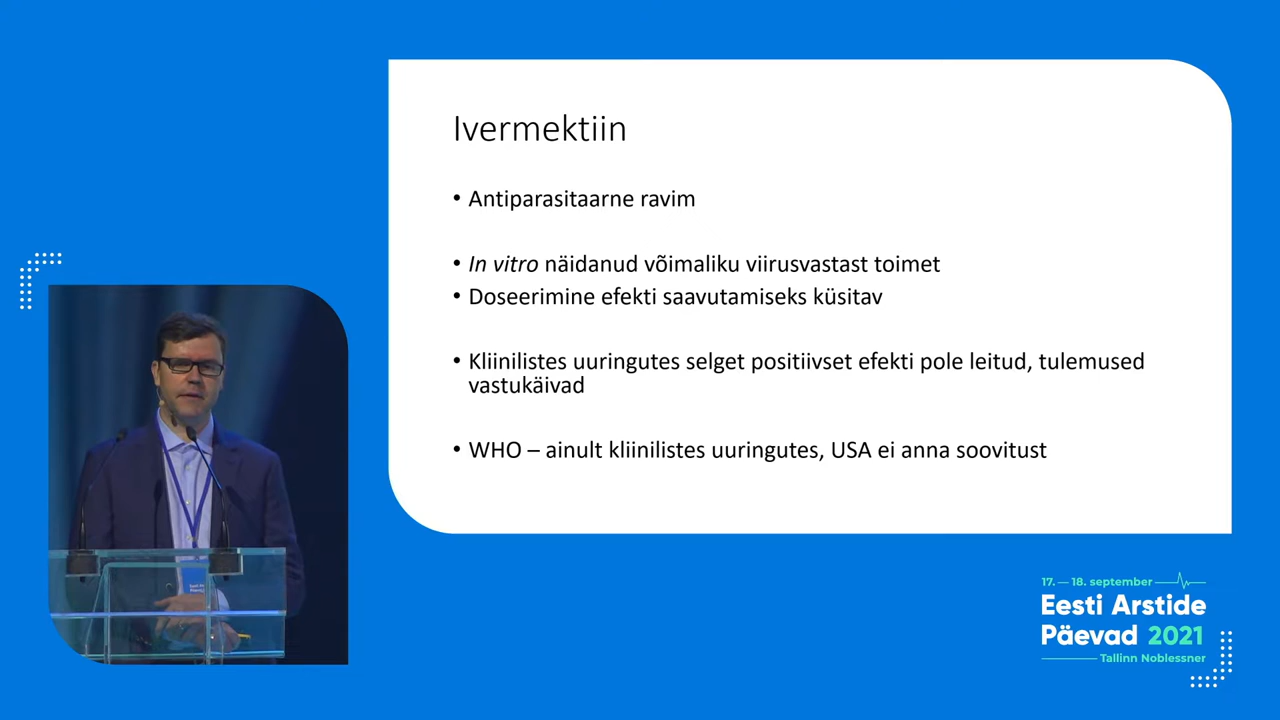 Ivermektiin
• Antiparasitaarne ravim
• In vitro näidanud võimaliku viirusvastast toimet
• Doseerimine efekti saavutamiseks küsitav
• Kliinilistes uuringutes selget positiivset efekti pole leitud, tulemused
vastukäivad
• WHO – ainult kliinilistes uuringutes, USA ei anna soovitust
17. — 18. september
Eesti Arstide
Päevad 2021
Tallinn Noblessner